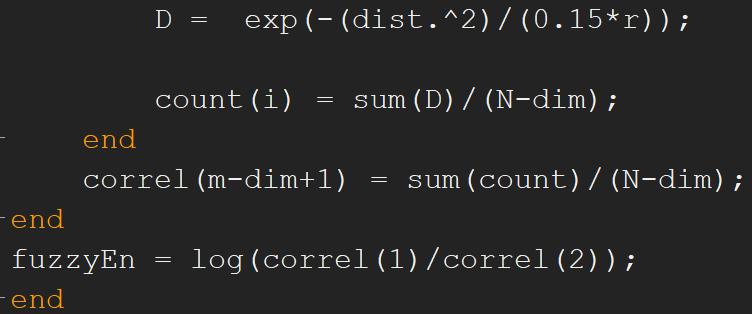 D =  exp(-(dist.^2)/(0.15*r));
count(i) = sum(D)/(N-dim);
end
correl(m-dim+1) = sum(count)/(N-dim);
end
fuzzyEn = log(correl(1)/correl(2));
end